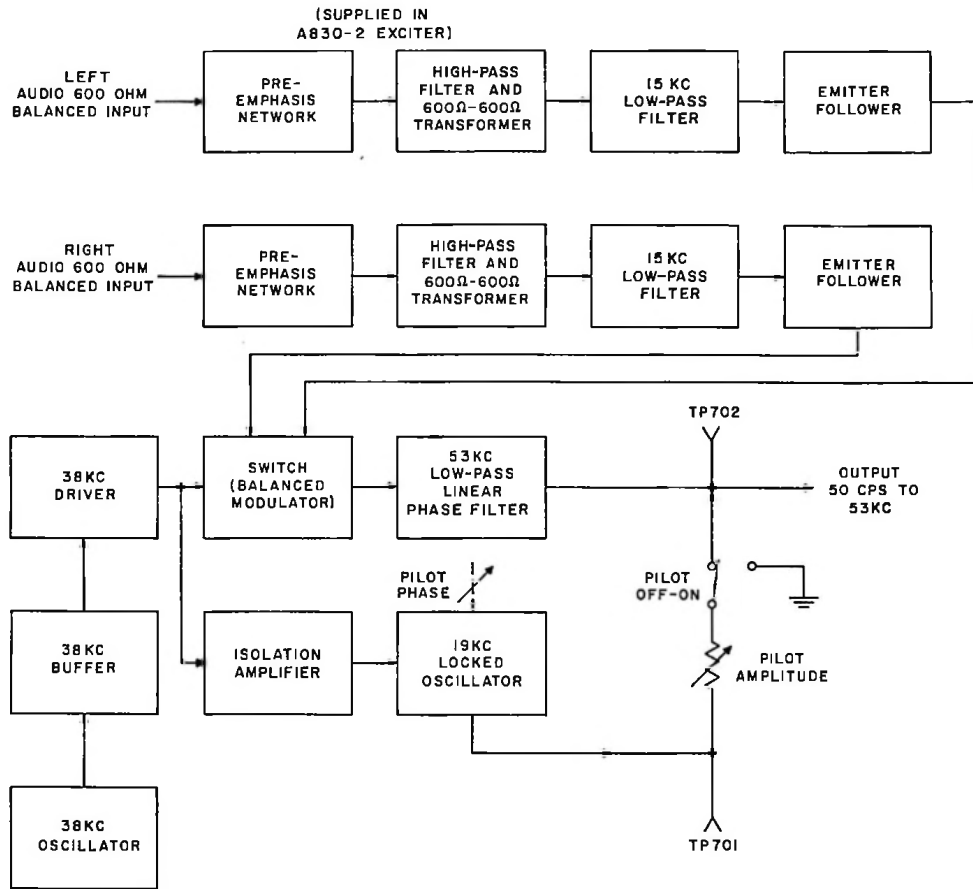 (SUPPLIED IN
A830-2 EXCITER)
LEFT
AUDIO 600 OHM
BALANCED INPUT
PRE-
EMPHASIS
NETWORK
HIGH-PASS
FILTER AND
600Ω-600Ω
TRANSFORMER
15 KC
LOW-PASS
FILTER
EMITTER
FOLLOWER
RIGHT
AUDIO 600 OHM
BALANCED INPUT
PRE-
EMPHASIS
NETWORK
HIGH-PASS
FILTER AND
600Ω-600Ω
TRANSFORMER
15KC
LOW-PASS
FILTER
EMITTER
FOLLOWER
TP702
38KC
DRIVER
SWITCH
(BALANCED
MODULATOR)
53KC
LOW-PASS
LINEAR
PHASE FILTER
OUTPUT
50 CPS TO
53KC
PILOT
PHASE
PILOT
OFF-ON
38KC
BUFFER
ISOLATION
AMPLIFIER
19KC
LOCKED
OSCILLATOR
PILOT
AMPLITUDE
38KC
OSCILLATOR
TP701